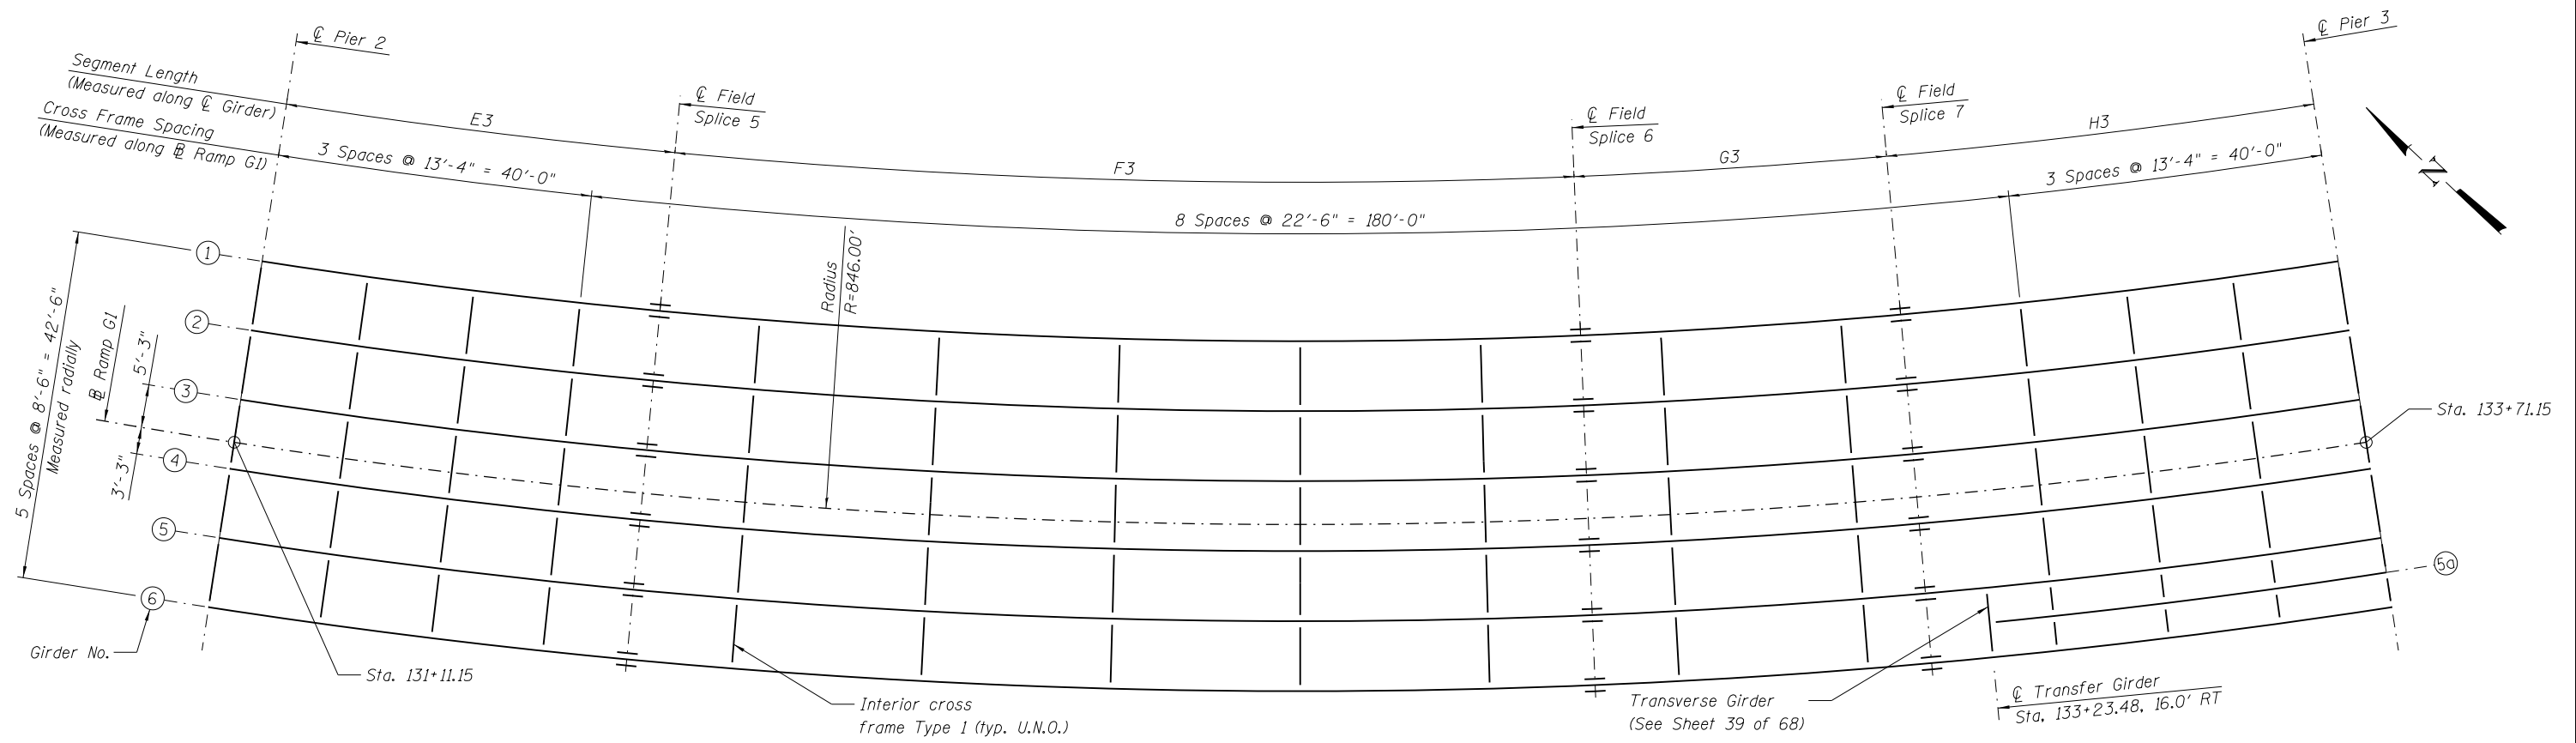 ℄ Pier 2
℄ Pier 3
Segment Length
(Measured along ℄ Girder)
Cross Frame Spacing
(Measured along ⅊ Ramp G1)
℄ Field
Splice 5
℄ Field
Splice 6
℄ Field
Splice 7
E3
F3
G3
H3
3 Spaces @ 13'-4" = 40'-0"
8 Spaces @ 22'-6" = 180'-0"
3 Spaces @ 13'-4" = 40'-0"
N
Radius
R=846.00'
1
2
3
4
5
6
5a
5 Spaces @ 8'-6" = 42'-6"
Measured radially
Ramp G1
5'-3"
3'-3"
Girder No.
Sta. 131+11.15
Sta. 133+71.15
Interior cross
frame Type 1 (typ. U.N.O.)
Transverse Girder
(See Sheet 39 of 68)
℄ Transfer Girder
Sta. 133+23.48, 16.0' RT